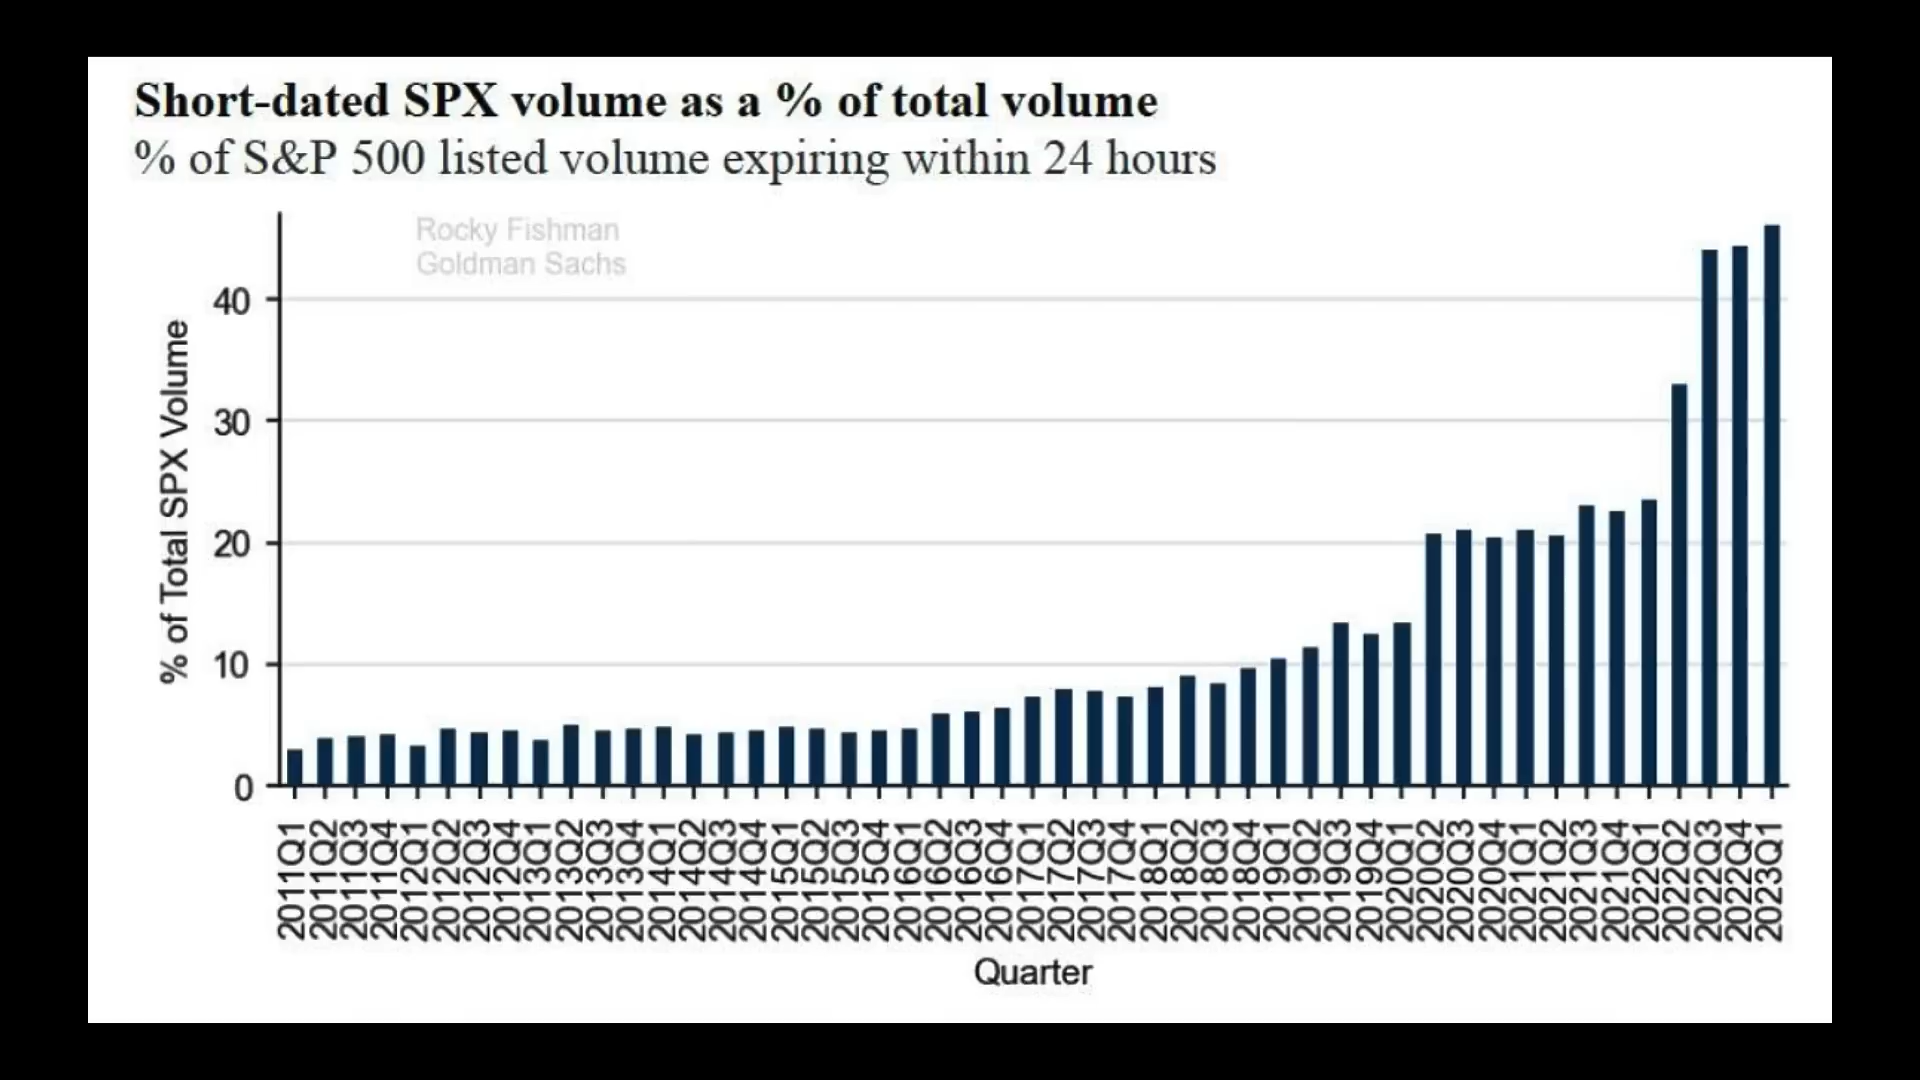 Short-dated SPX volume as a % of total volume
% of S&P 500 listed volume expiring within 24 hours
Rocky Fishman
Goldman Sachs
% of Total SPX Volume
40
30
20
10
0
2011Q1
2011Q2
2011Q3
2011Q4
2012Q1
2012Q2
2012Q3
2012Q4
2013Q1
2013Q2
2013Q3
2013Q4
2014Q1
2014Q2
2014Q3
2014Q4
2015Q1
2015Q2
2015Q3
2015Q4
2016Q1
2016Q2
2016Q3
2016Q4
2017Q1
2017Q2
2017Q3
2017Q4
2018Q1
2018Q2
2018Q3
2018Q4
2019Q1
2019Q2
2019Q3
2019Q4
2020Q1
2020Q2
2020Q3
2020Q4
2021Q1
2021Q2
2021Q3
2021Q4
2022Q1
2022Q2
2022Q3
2022Q4
2023Q1
Quarter